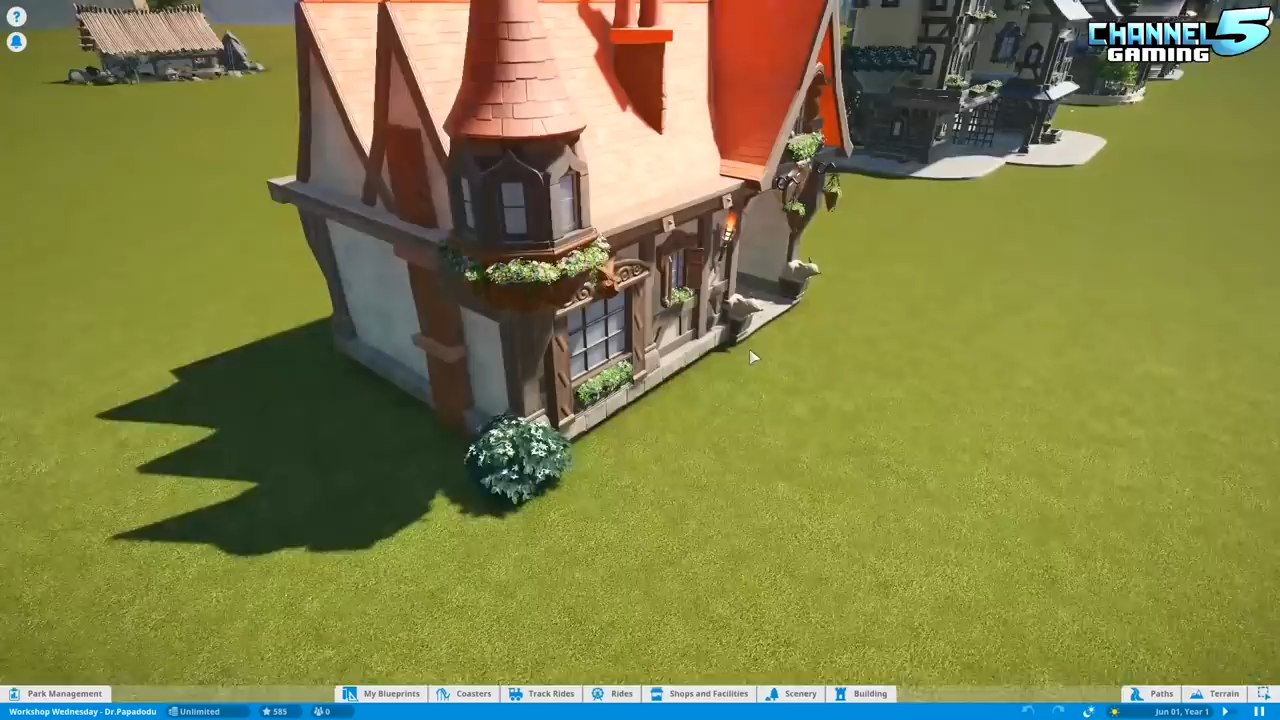 ?
CHANNEL 5
GAMING
Park Management
My Blueprints
Coasters
Track Rides
Rides
Shops and Facilities
Scenery
Building
Paths
Terrain
Workshop Wednesday - Dr.Papadodu
Unlimited
585
0
Jun 01, Year 1